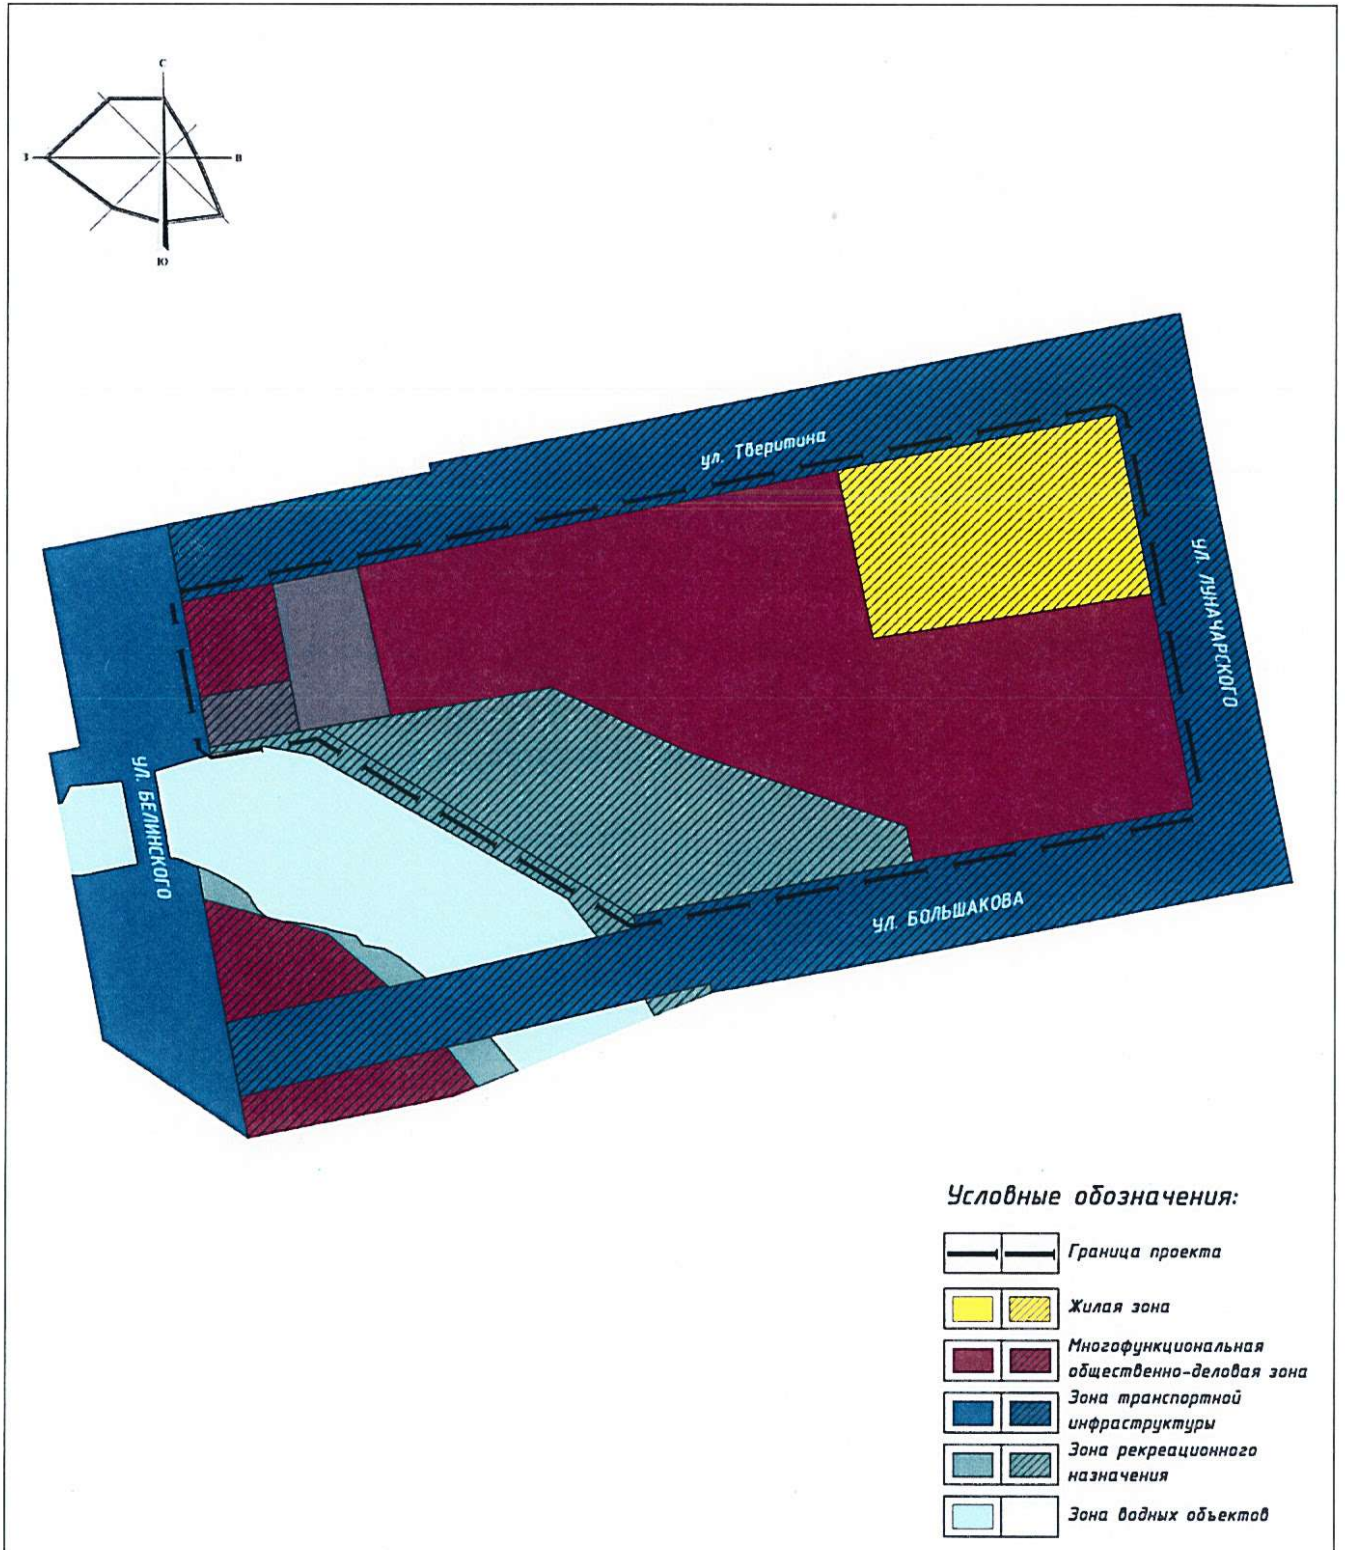 С
З
В
Ю
ул. Тверитина
УЛ. ЛУНАЧАРСКОГО
УЛ. БЕЛИНСКОГО
УЛ. БОЛЬШАКОВА
Условные обозначения:
Граница проекта
Жилая зона
Многофункциональная
общественно-деловая зона
Зона транспортной
инфраструктуры
Зона рекреационного
назначения
Зона водных объектов